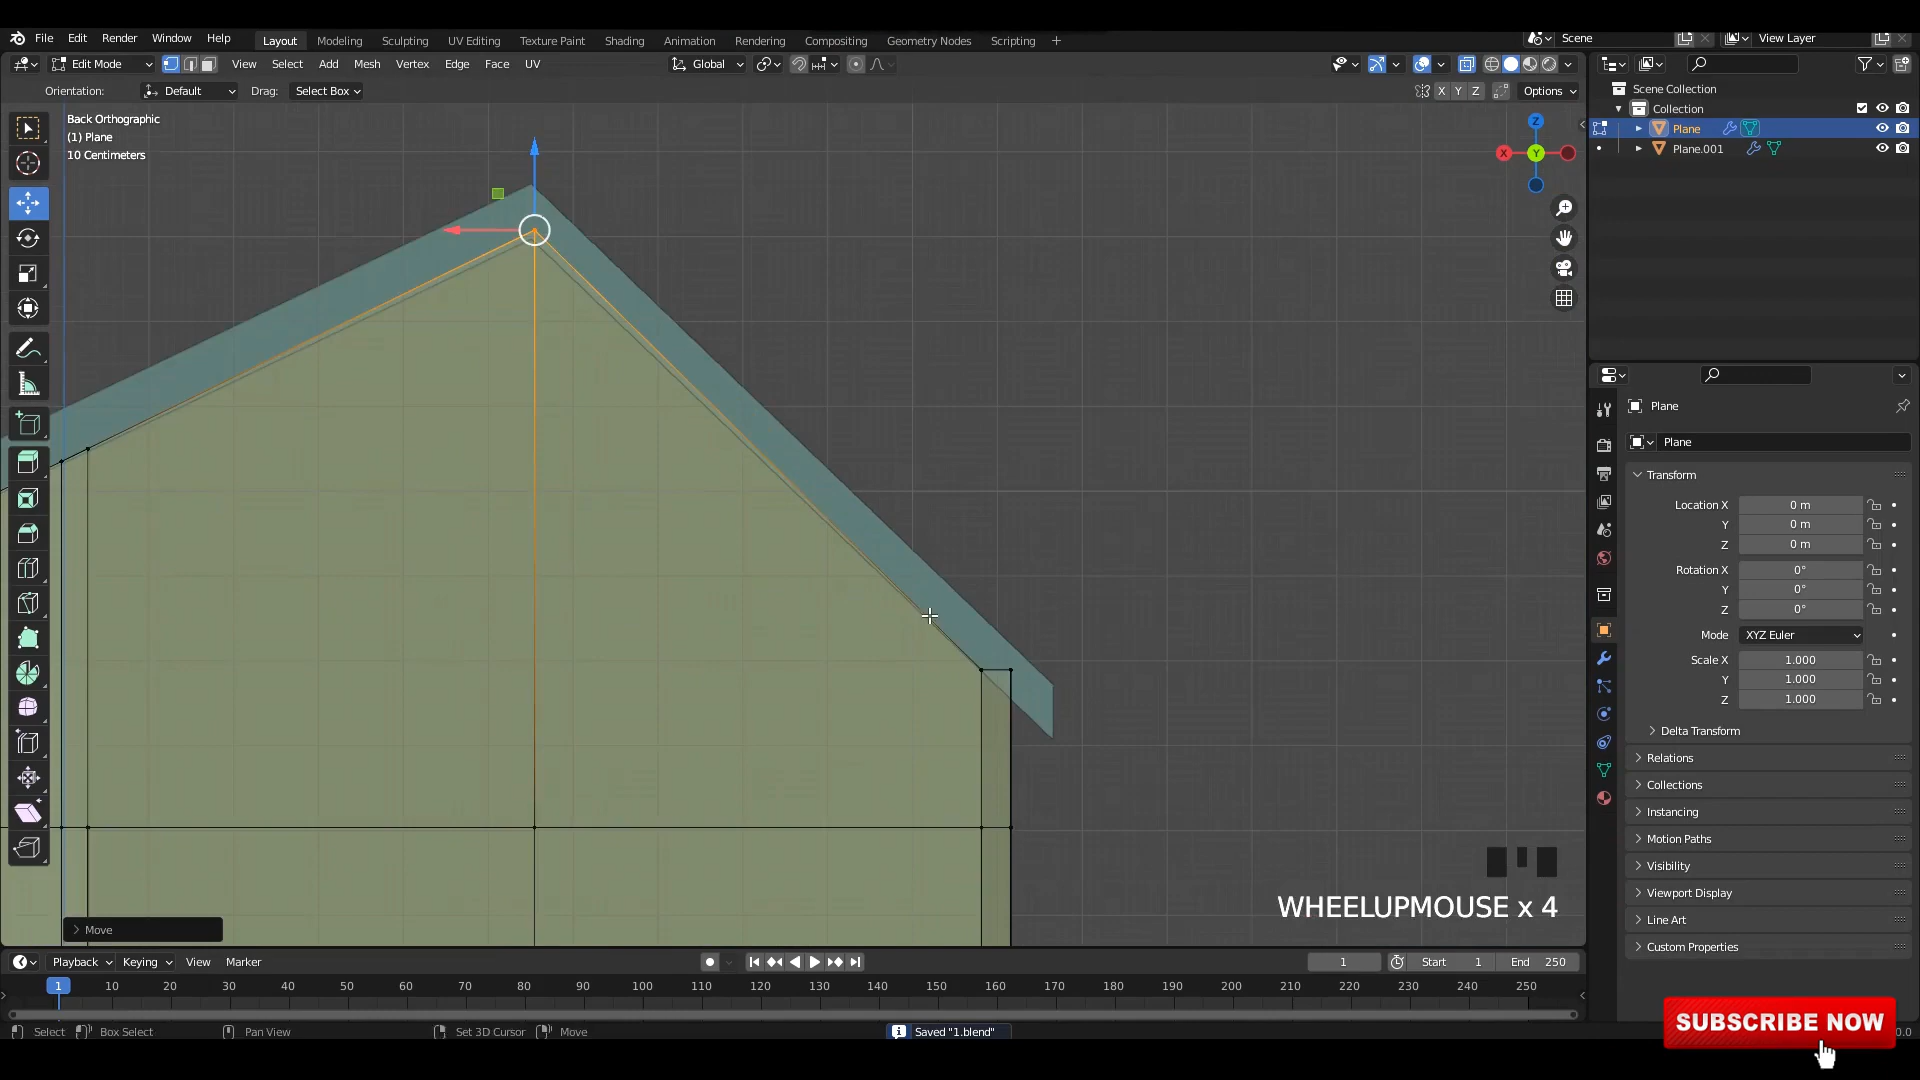 File Edit Render Window Help Layout Modeling Sculpting UV Editing Texture Paint Shading Animation Rendering Compositing Geometry Nodes Scripting + Scene View Layer
Edit Mode View Select Add Mesh Vertex Edge Face UV Global
Orientation: Default Drag: Select Box X Y Z Options
Back Orthographic
(1) Plane
10 Centimeters
Z
X Y
Scene Collection
Collection
Plane
Plane.001
Plane
Plane
Transform
Location X 0 m
Y 0 m
Z 0 m
Rotation X 0°
Y 0°
Z 0°
Mode XYZ Euler
Scale X 1.000
Y 1.000
Z 1.000
Delta Transform
Relations
Collections
Instancing
Motion Paths
Visibility
Viewport Display
Line Art
Custom Properties
WHEELUPMOUSE x 4
Move
Playback Keying View Marker 1 Start 1 End 250
1 10 20 30 40 50 60 70 80 90 100 110 120 130 140 150 160 170 180 190 200 210 220 230 240 250
Select Box Select Pan View Set 3D Cursor Move Saved "1.blend"
SUBSCRIBE NOW